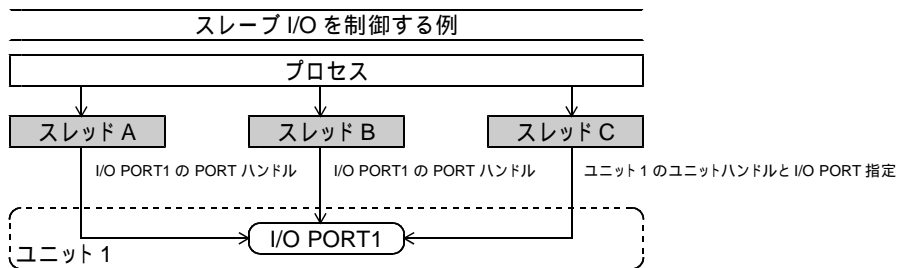 スレーブ I/O を制御する例
プロセス
スレッド A
スレッド B
スレッド C
I/O PORT1 の PORT ハンドル
I/O PORT1 の PORT ハンドル
ユニット 1 のユニットハンドルと I/O PORT 指定
I/O PORT1
ユニット 1